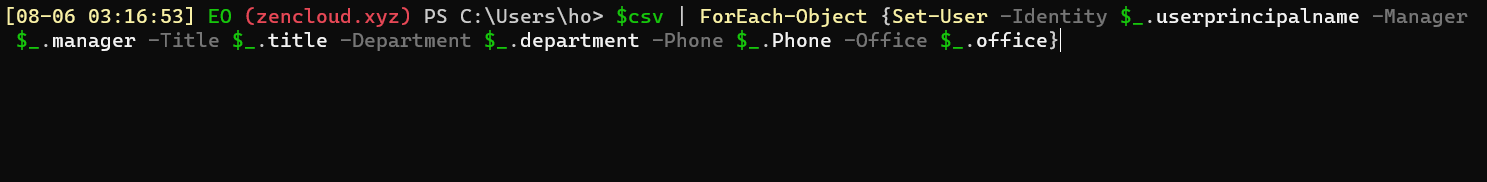 [08-06 03:16:53] EO (zencloud.xyz) PS C:\Users\ho> $csv | ForEach-Object {Set-User -Identity $_.userprincipalname -Manager
$_.manager -Title $_.title -Department $_.department -Phone $_.Phone -Office $_.office}